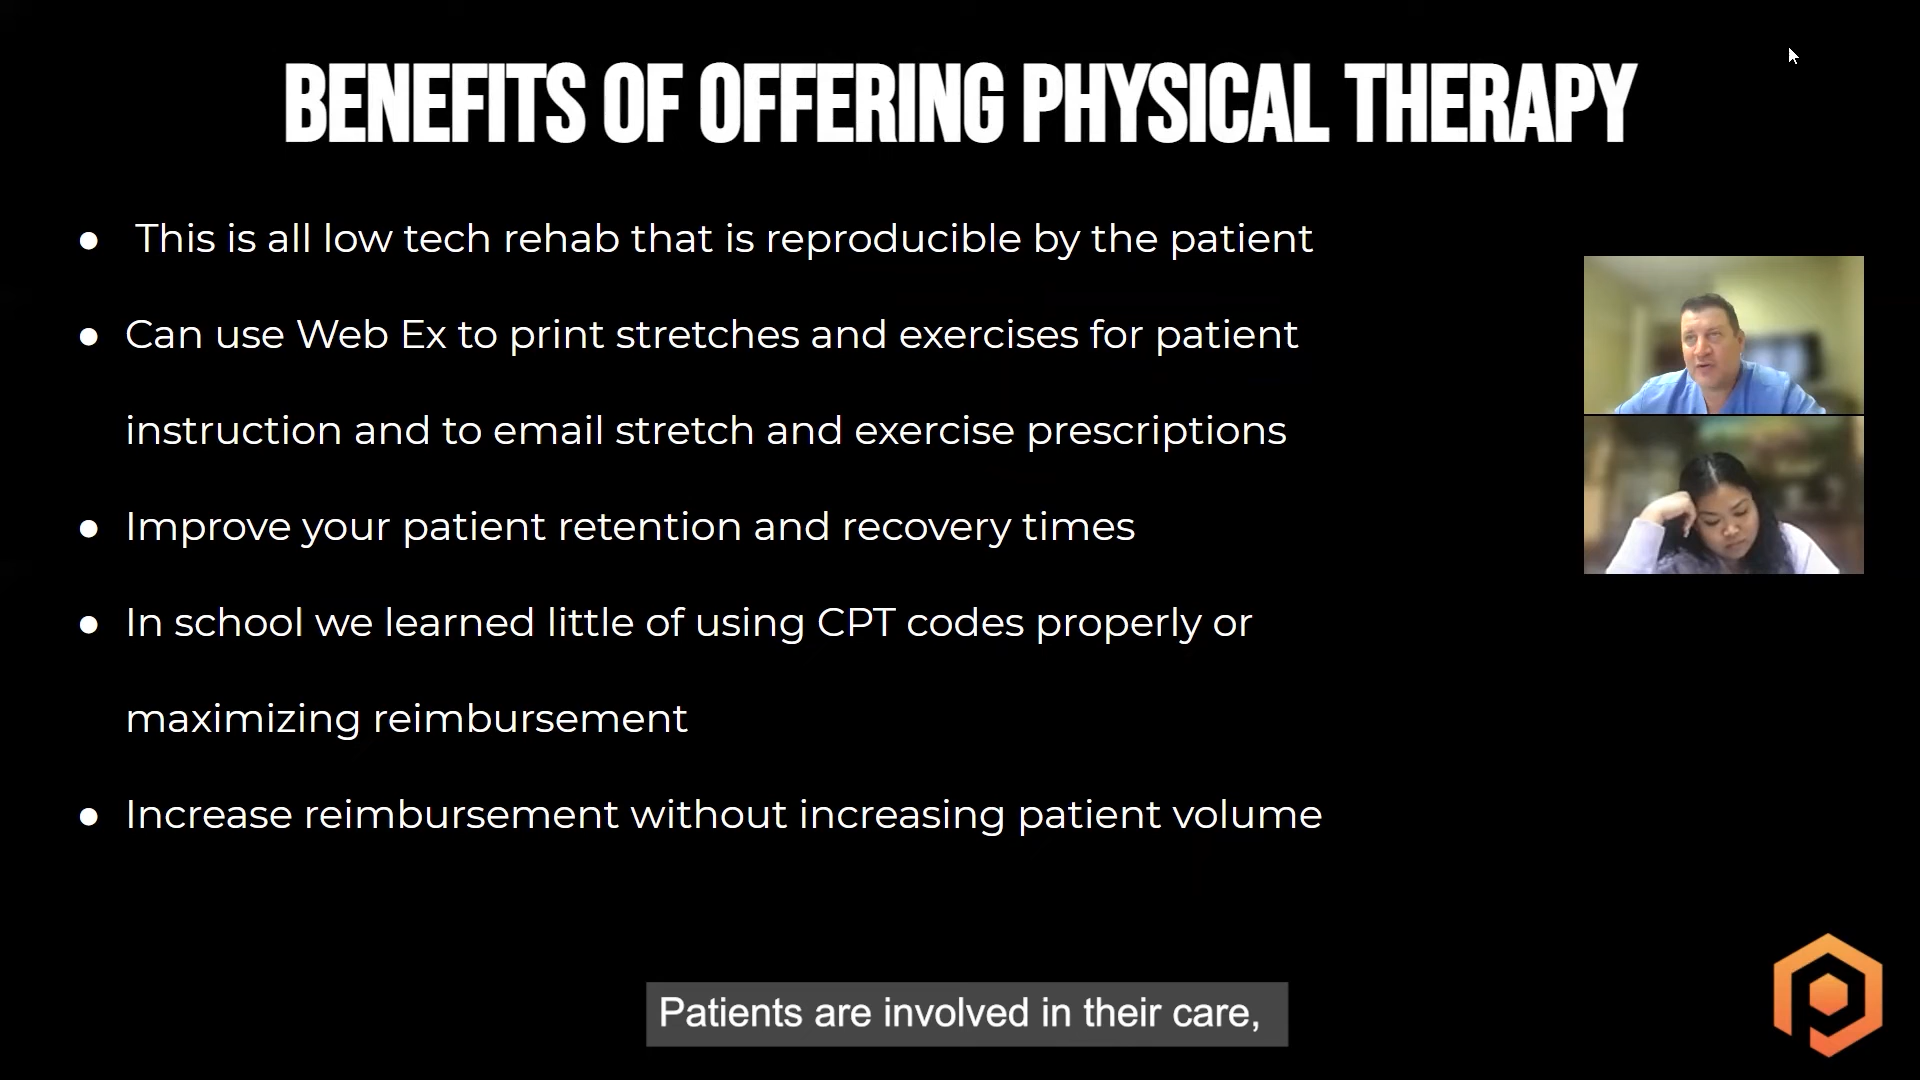 BENEFITS OF OFFERING PHYSICAL THERAPY
● This is all low tech rehab that is reproducible by the patient
● Can use Web Ex to print stretches and exercises for patient
instruction and to email stretch and exercise prescriptions
● Improve your patient retention and recovery times
● In school we learned little of using CPT codes properly or
maximizing reimbursement
● Increase reimbursement without increasing patient volume
Patients are involved in their care,